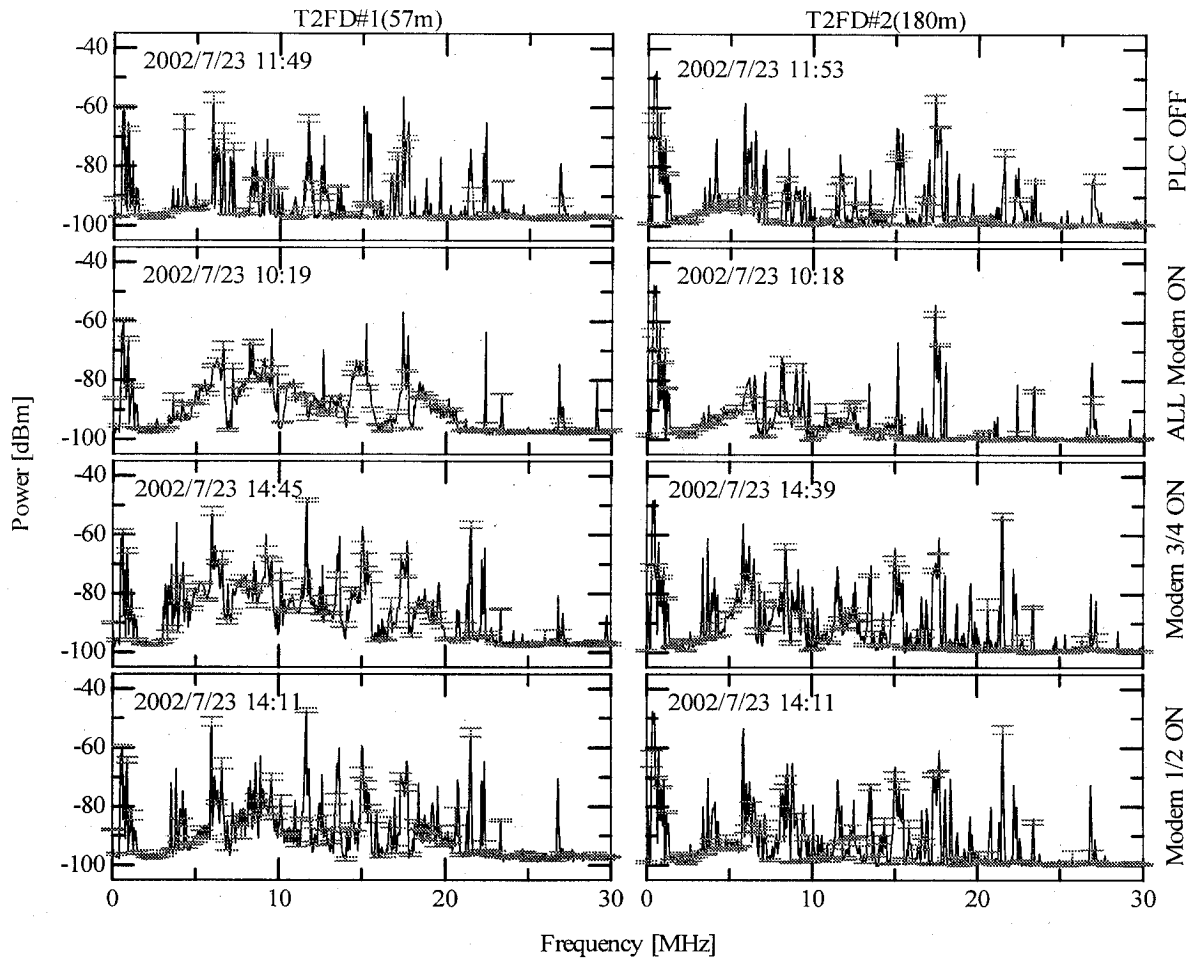 T2FD#1(57m)
T2FD#2(180m)
-40
-60
-80
-100
2002/7/23 11:49
2002/7/23 11:53
PLC OFF
-40
-60
-80
-100
2002/7/23 10:19
2002/7/23 10:18
ALL Modem ON
-40
-60
-80
-100
2002/7/23 14:45
2002/7/23 14:39
Modem 3/4 ON
-40
-60
-80
-100
2002/7/23 14:11
2002/7/23 14:11
Modem 1/2 ON
Power [dBm]
0 10 20 30
0 10 20 30
Frequency [MHz]